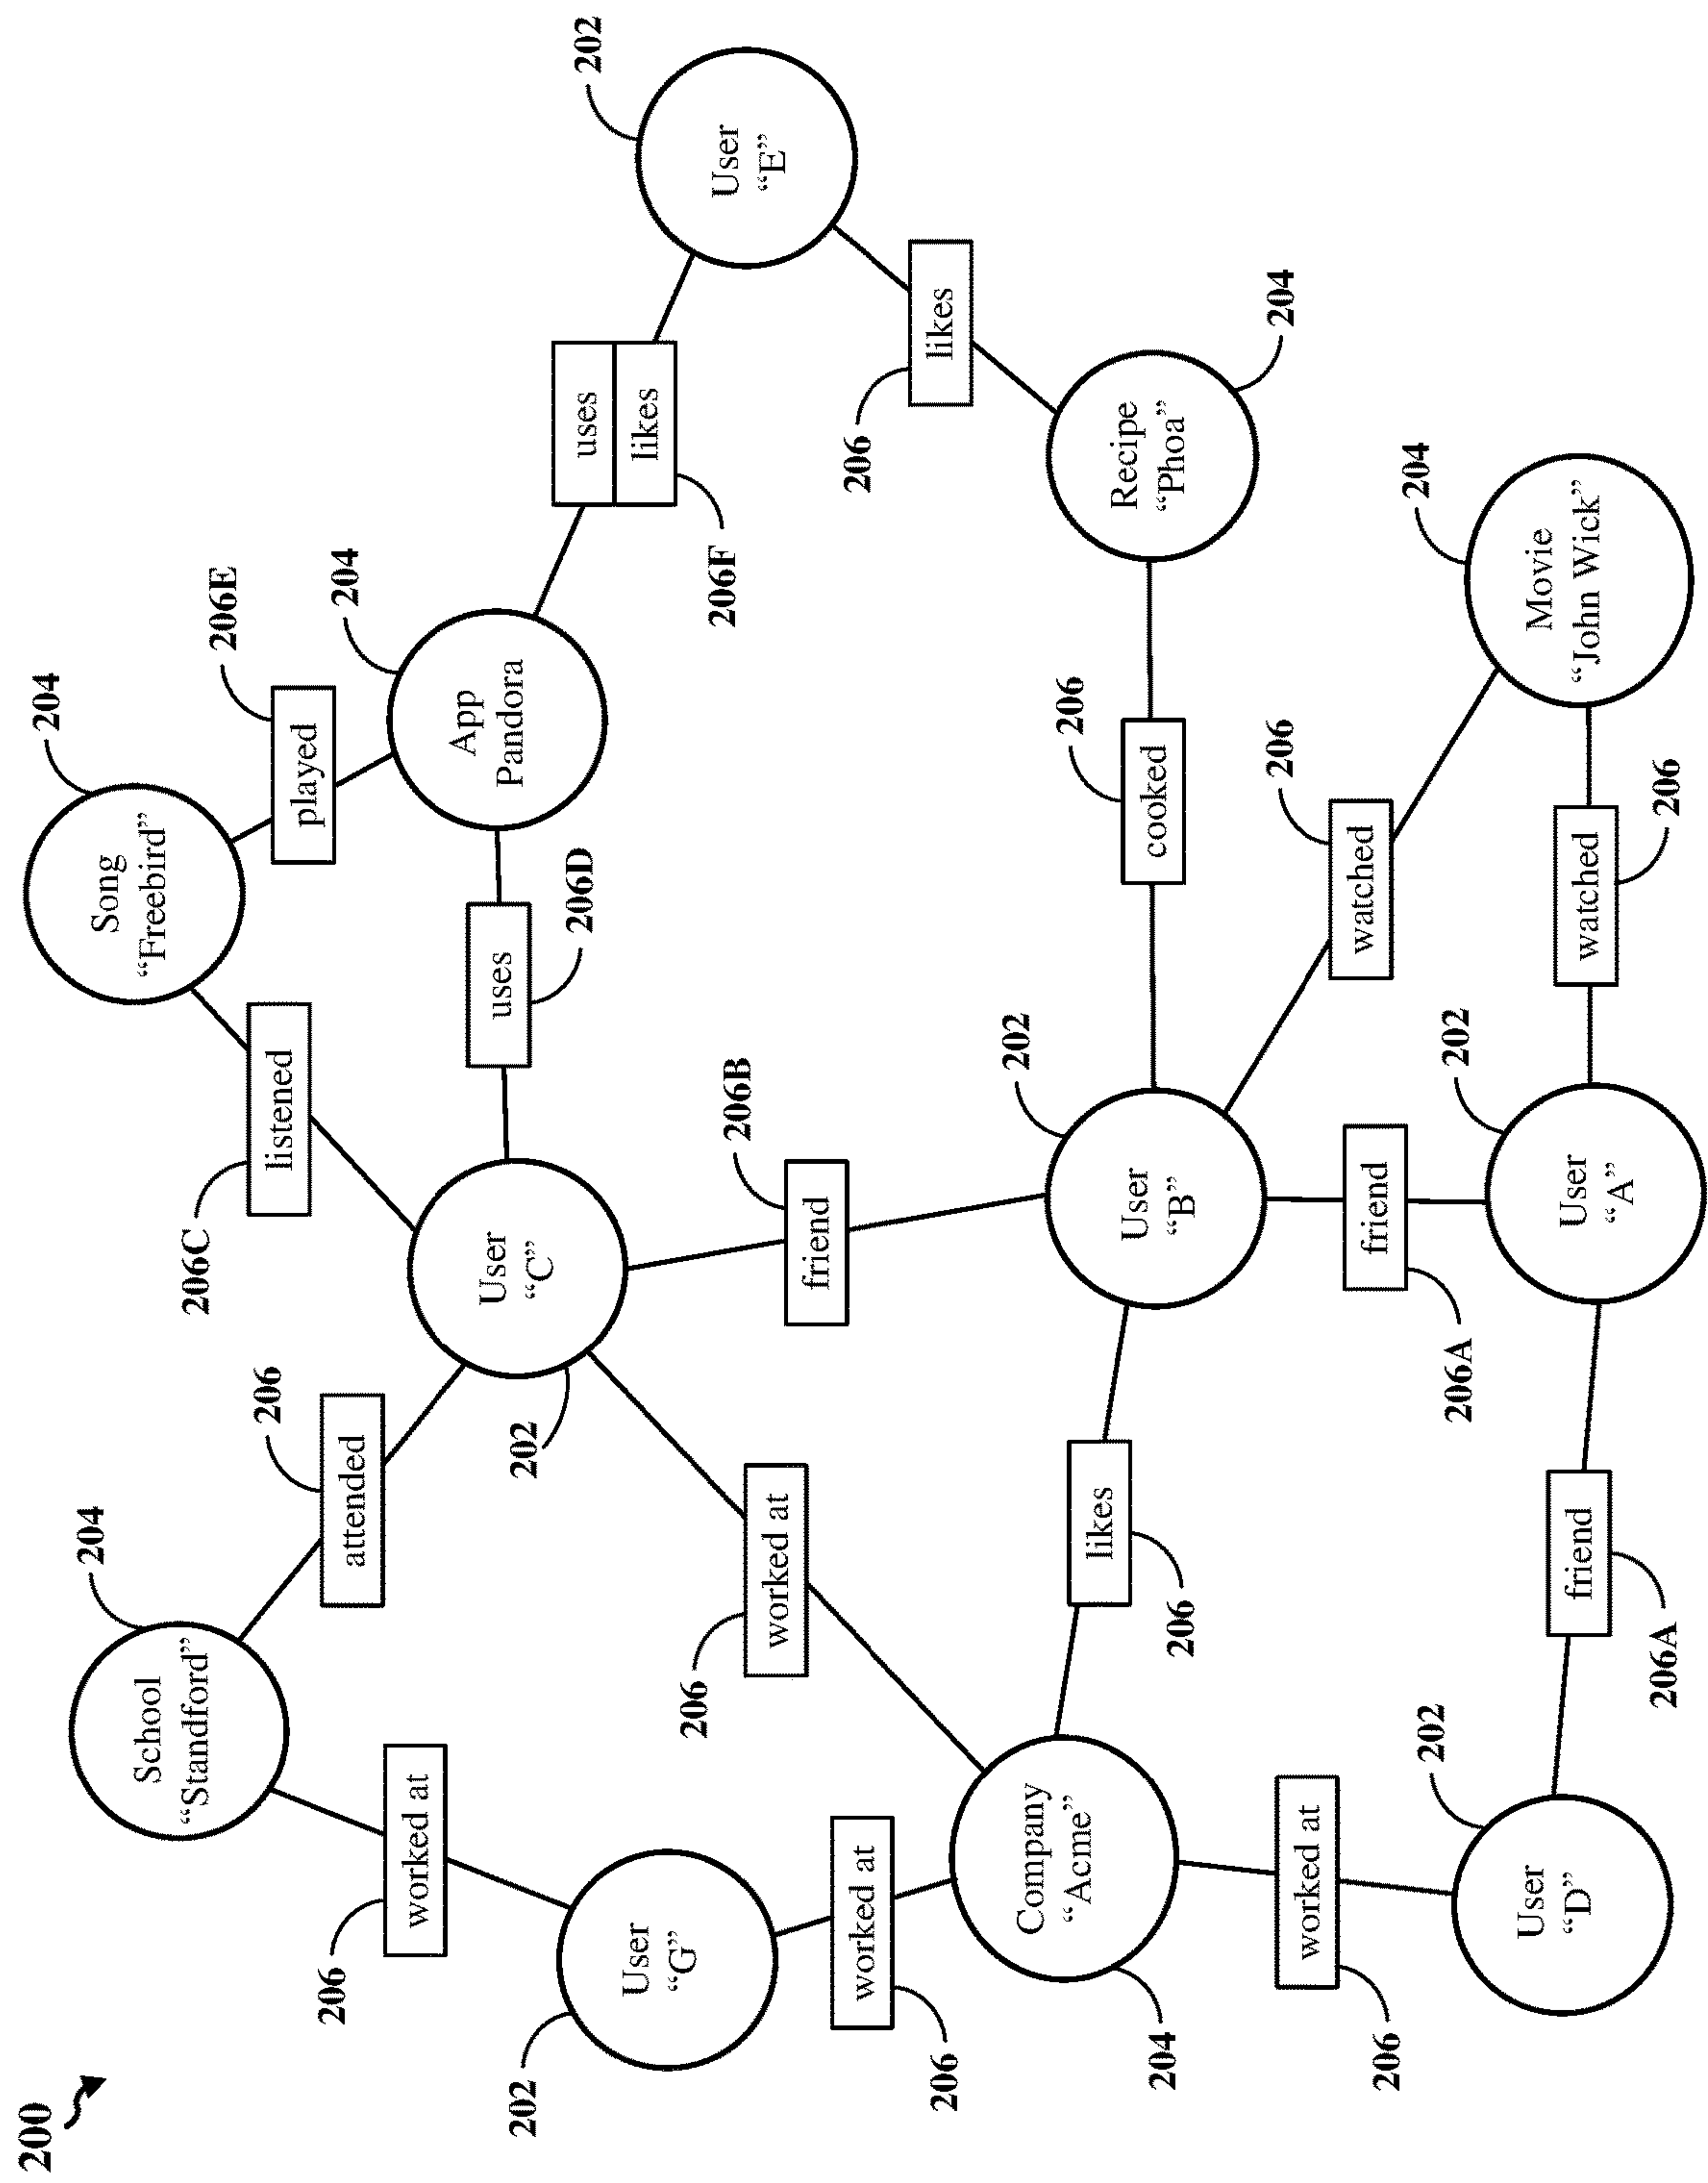 200
204
School
“Standford”
206
attended
206C
listened
204
Song
“Freebird”
206E
played
206
worked at
204
App
Pandora
202
User
“G”
202
User
“C”
uses
206D
uses
likes
206F
202
User
“E”
206
worked at
206
worked at
friend
206B
206
likes
204
Company
“Acme”
likes
206
202
User
“B”
206
cooked
Recipe
“Phoa”
204
206
worked at
206A
friend
206
watched
202
User
“D”
friend
206A
202
User
“A”
watched
206
204
Movie
“John Wick”